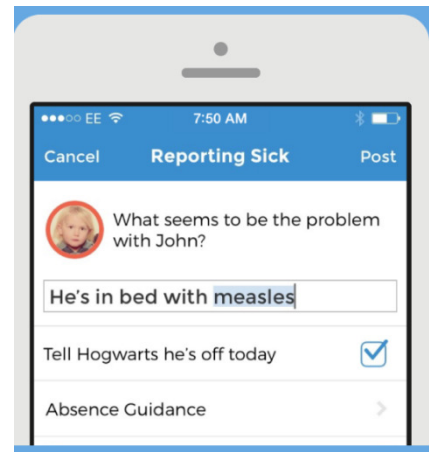 EE 7:50 AM
Cancel Reporting Sick Post
What seems to be the problem
with John?
He's in bed with measles
Tell Hogwarts he's off today
Absence Guidance